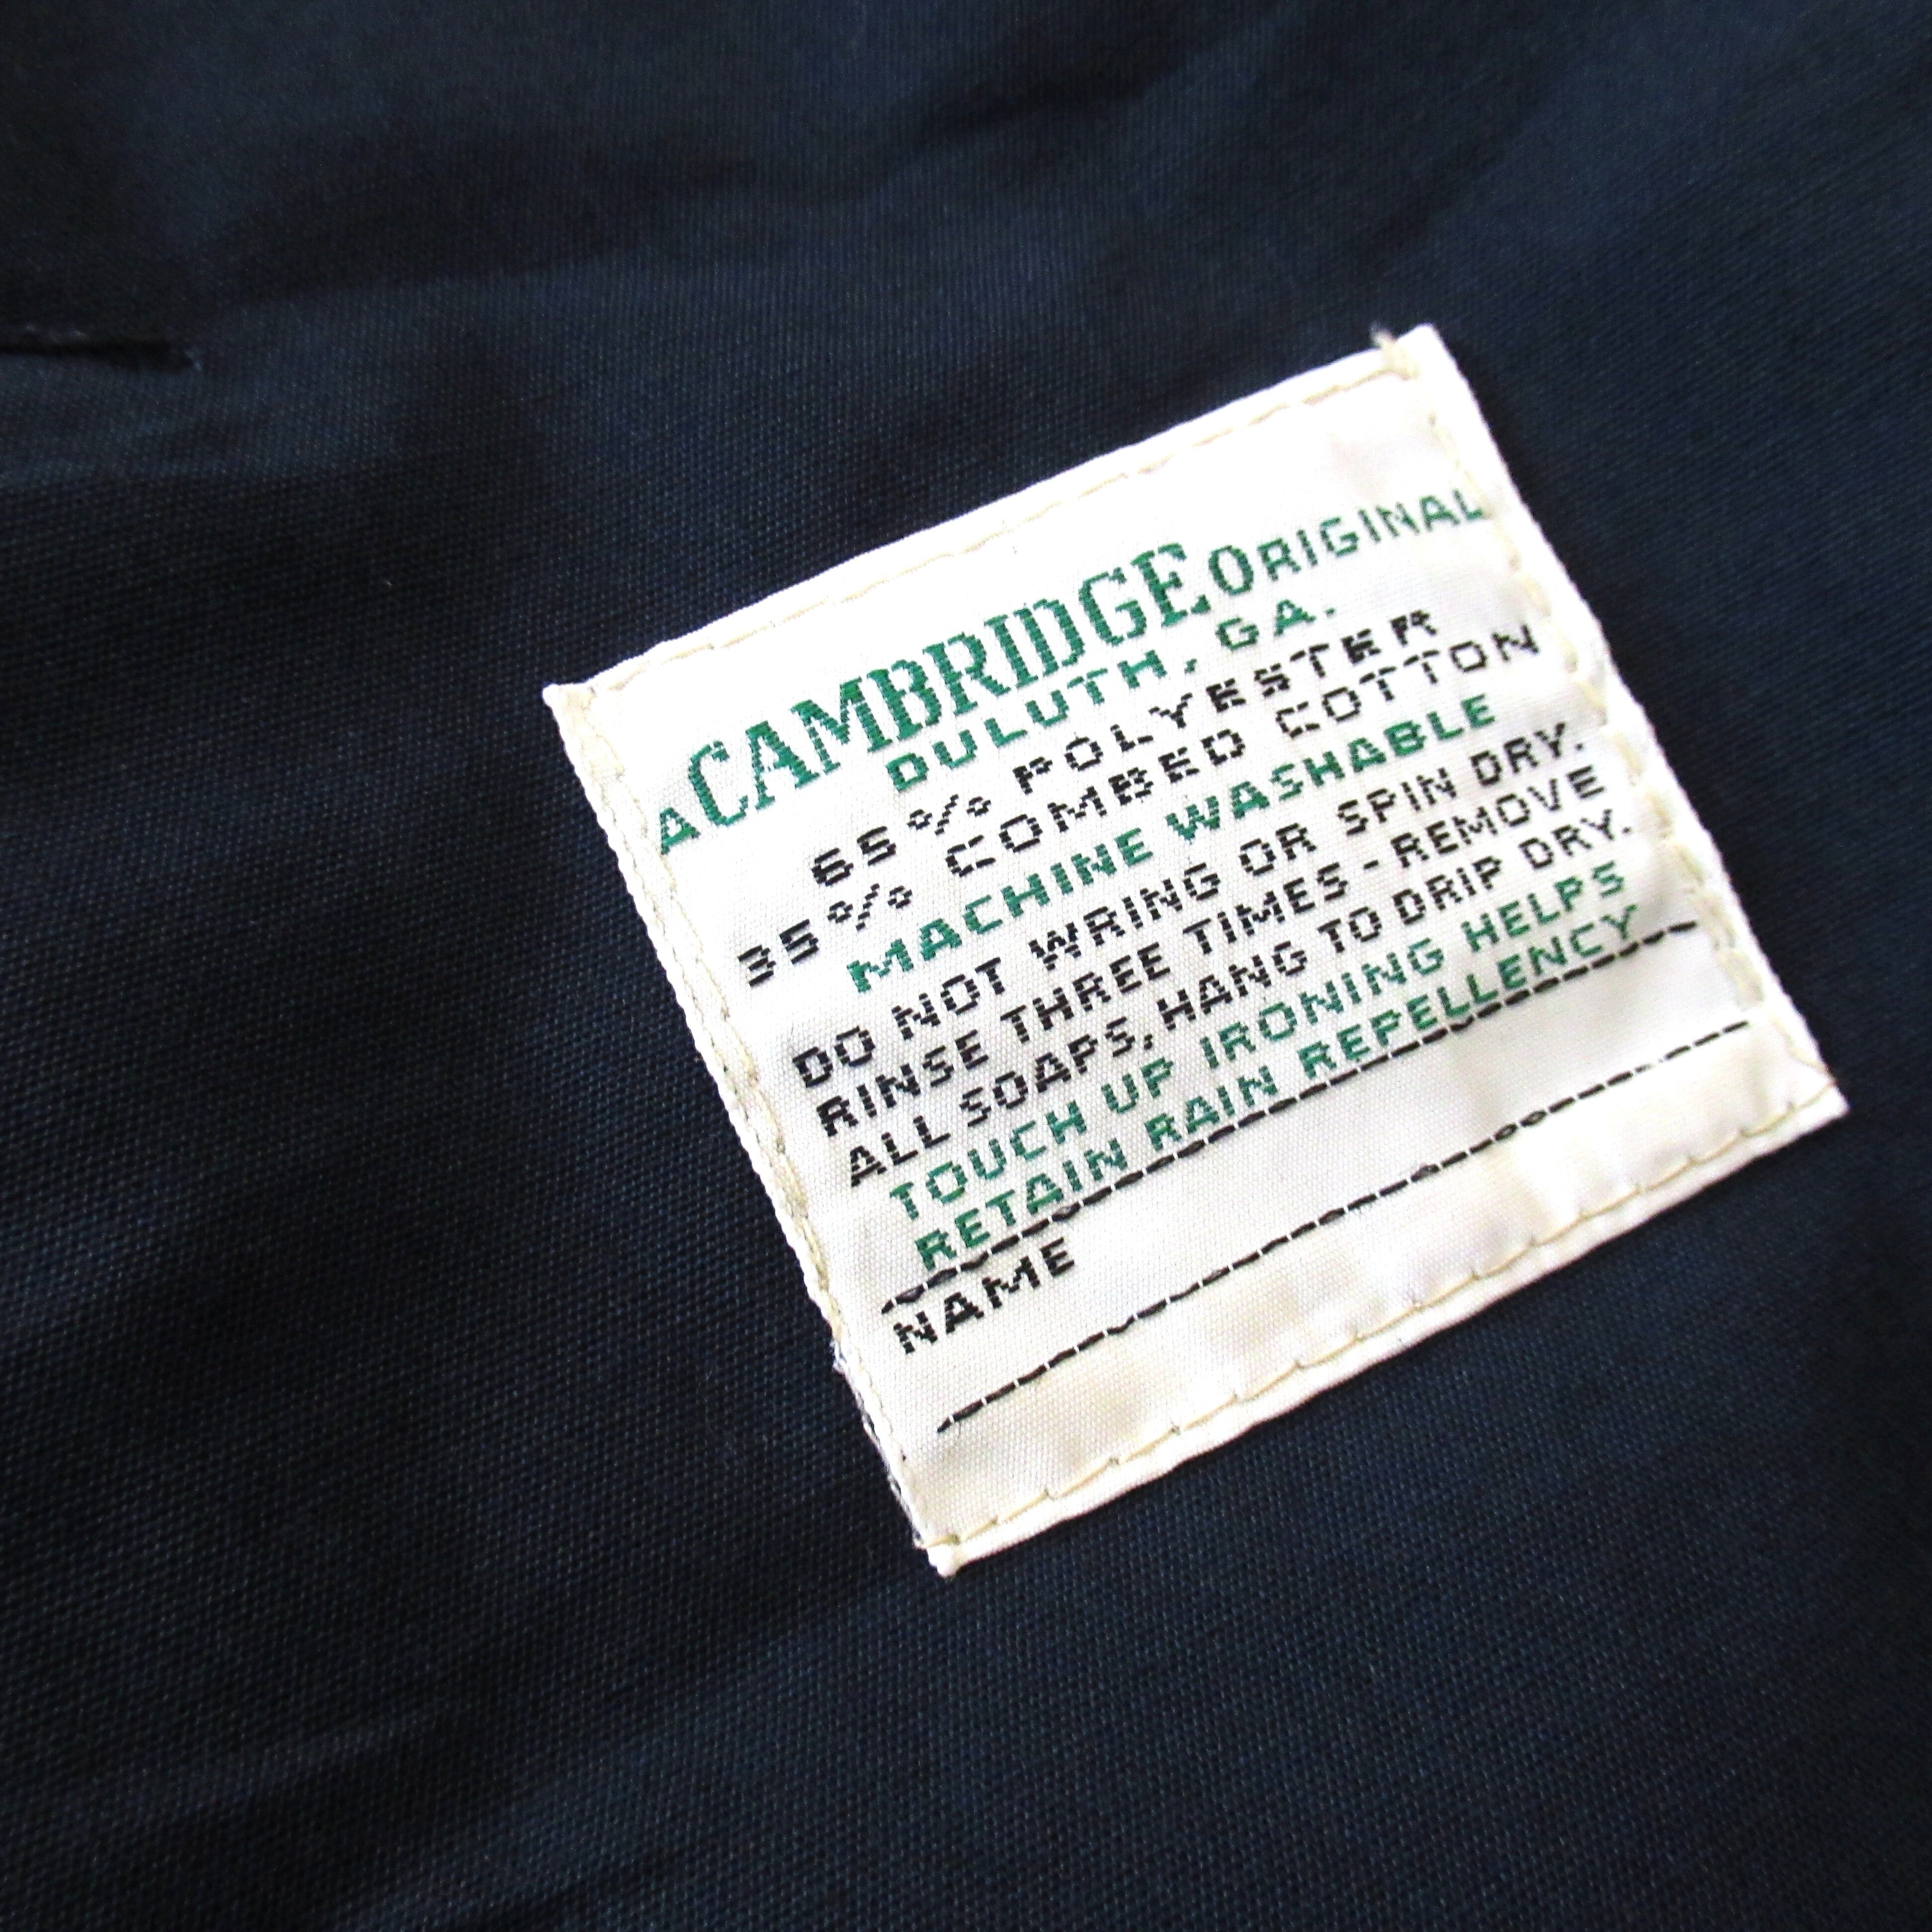 A CAMBRIDGE ORIGINAL
DULUTH, GA.
65% POLYESTER
35% COMBED COTTON
MACHINE WASHABLE
DO NOT WRING OR SPIN DRY.
RINSE THREE TIMES - REMOVE
ALL SOAPS, HANG TO DRIP DRY.
TOUCH UP IRONING HELPS
RETAIN RAIN REPELLENCY
NAME